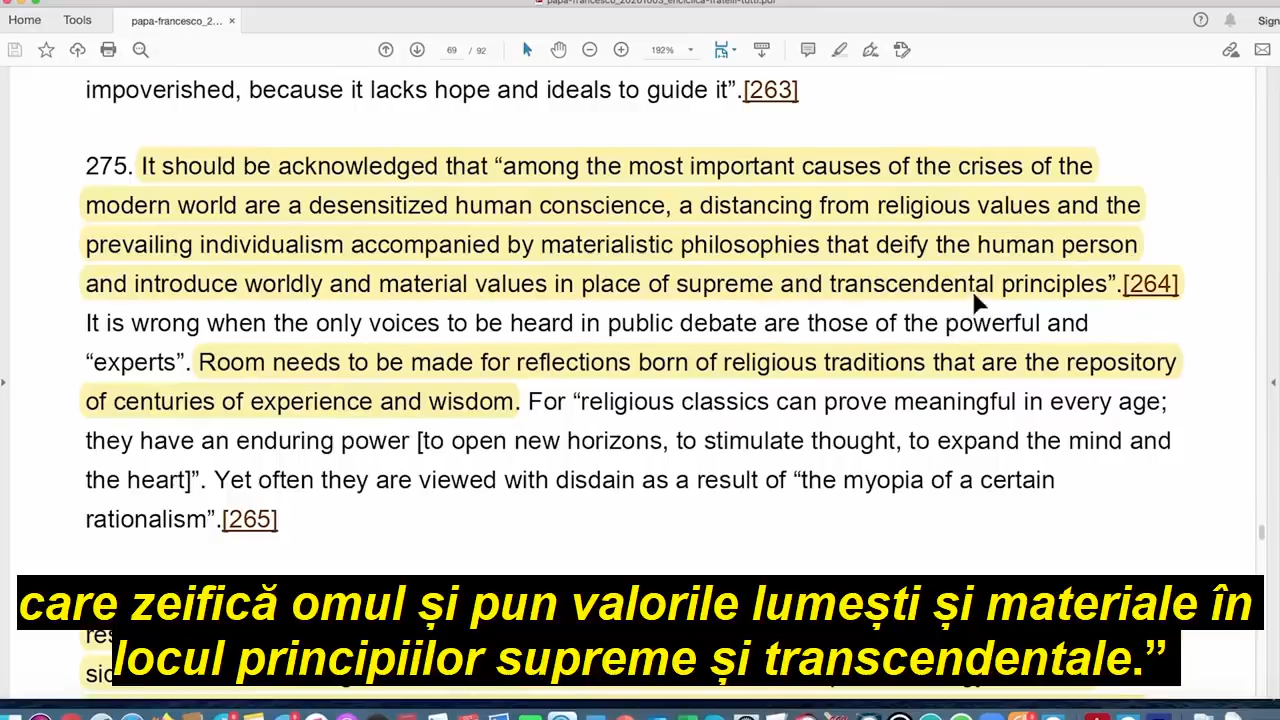 papa-francesco_20201003_enciclica-fratelli-tutti.pdf
Home Tools papa-francesco_2... × Sign
69 / 92 192%
impoverished, because it lacks hope and ideals to guide it”.[263]
275. It should be acknowledged that “among the most important causes of the crises of the
modern world are a desensitized human conscience, a distancing from religious values and the
prevailing individualism accompanied by materialistic philosophies that deify the human person
and introduce worldly and material values in place of supreme and transcendental principles”.[264]
It is wrong when the only voices to be heard in public debate are those of the powerful and
“experts”. Room needs to be made for reflections born of religious traditions that are the repository
of centuries of experience and wisdom. For “religious classics can prove meaningful in every age;
they have an enduring power [to open new horizons, to stimulate thought, to expand the mind and
the heart]”. Yet often they are viewed with disdain as a result of “the myopia of a certain
rationalism”.[265]
care zeifică omul și pun valorile lumești și materiale în
locul principiilor supreme și transcendentale.”